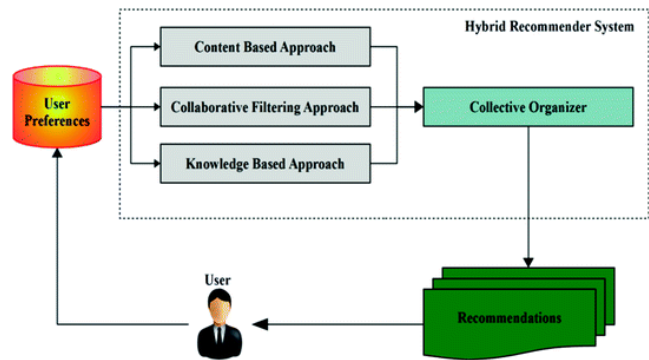 Hybrid Recommender System
Content Based Approach
User
Preferences
Collaborative Filtering Approach
Collective Organizer
Knowledge Based Approach
User
Recommendations